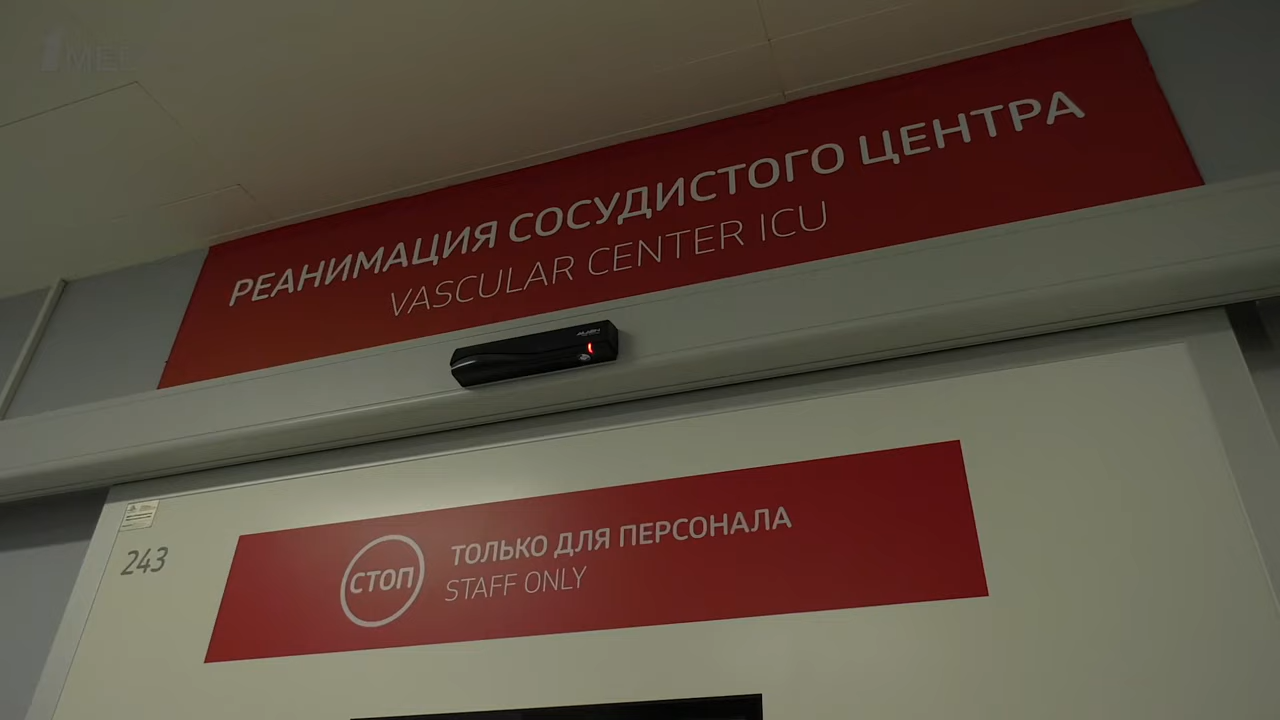 РЕАНИМАЦИЯ СОСУДИСТОГО ЦЕНТРА
VASCULAR CENTER ICU
243
СТОП
ТОЛЬКО ДЛЯ ПЕРСОНАЛА
STAFF ONLY